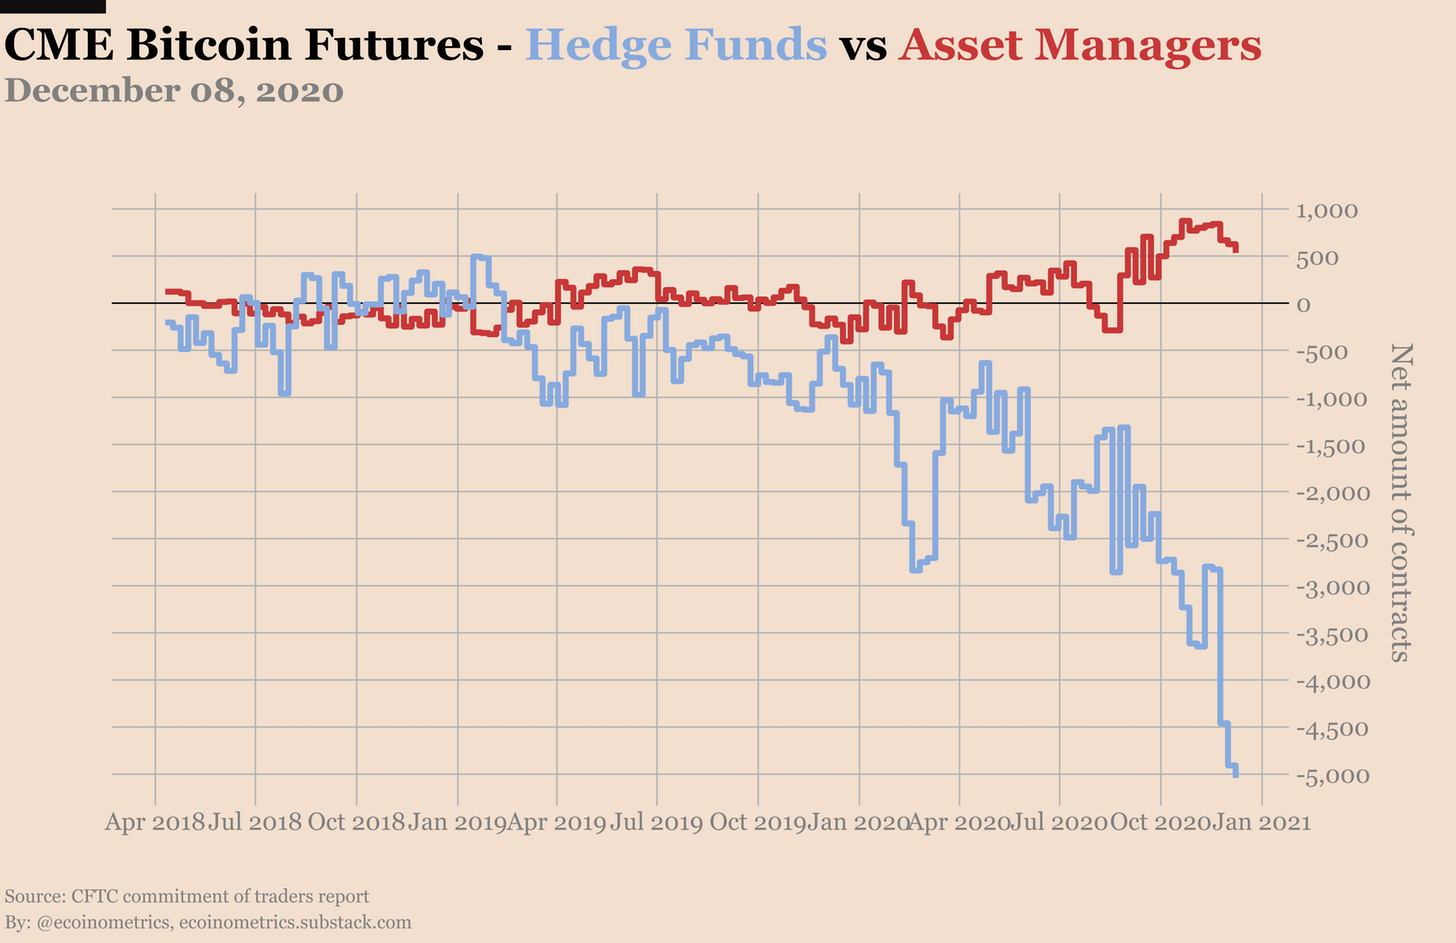 CME Bitcoin Futures - Hedge Funds vs Asset Managers
December 08, 2020
1,000
500
0
-500
-1,000
-1,500
-2,000
-2,500
-3,000
-3,500
-4,000
-4,500
-5,000
Net amount of contracts
Apr 2018 Jul 2018 Oct 2018 Jan 2019 Apr 2019 Jul 2019 Oct 2019 Jan 2020 Apr 2020 Jul 2020 Oct 2020 Jan 2021
Source: CFTC commitment of traders report
By: @ecoinometrics, ecoinometrics.substack.com